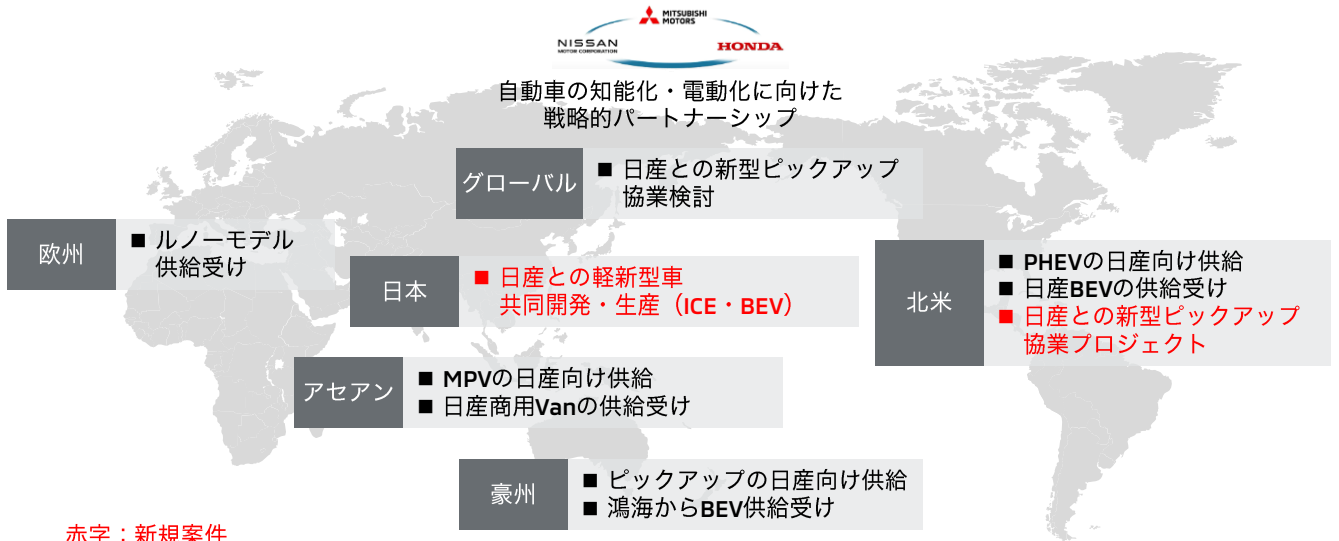 MITSUBISHI
MOTORS
NISSAN
MOTOR CORPORATION
HONDA
自動車の知能化・電動化に向けた
戦略的パートナーシップ
グローバル
■ 日産との新型ピックアップ
協業検討
欧州
■ ルノーモデル
供給受け
日本
■ 日産との軽新型車
共同開発・生産（ICE・BEV）
北米
■ PHEVの日産向け供給
■ 日産BEVの供給受け
■ 日産との新型ピックアップ
協業プロジェクト
アセアン
■ MPVの日産向け供給
■ 日産商用Vanの供給受け
豪州
■ ピックアップの日産向け供給
■ 鴻海からBEV供給受け
赤字：新規案件